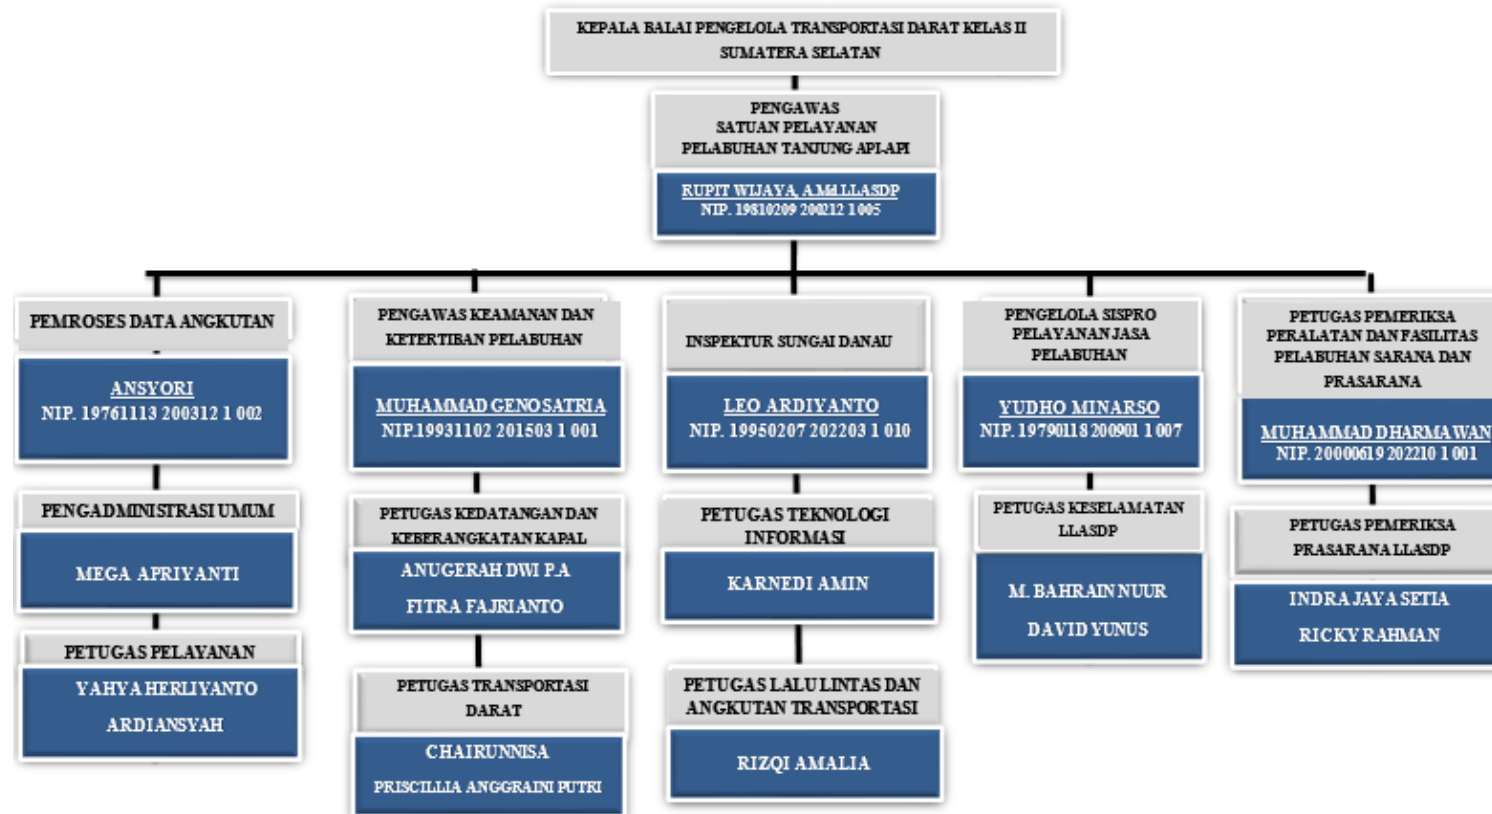 KEPALA BALAI PENGELOLA TRANSPORTASI DARAT KELAS II
SUMATERA SELATAN
PENGAWAS
SATUAN PELAYANAN
PELABUHAN TANJUNG API-API
RUPIT WIJAYA, A.Md.LLASDP
NIP. 19810209 200212 1 005
PEMROSES DATA ANGKUTAN
ANSYORI
NIP. 19761113 200312 1 002
PENGADMINISTRASI UMUM
MEGA APRIYANTI
PETUGAS PELAYANAN
YAHYA HERLIYANTO
ARDIANSYAH
PENGAWAS KEAMANAN DAN
KETERTIBAN PELABUHAN
MUHAMMAD GENO SATRIA
NIP.19931102 201503 1 001
PETUGAS KEDATANGAN DAN
KEBERANGKATAN KAPAL
ANUGERAH DWI P.A
FITRA FAJRIANTO
PETUGAS TRANSPORTASI
DARAT
CHAIRUNNISA
PRISCILLIA ANGGRAINI PUTRI
INSPEKTUR SUNGAI DANAU
LEO ARDIYANTO
NIP. 19950207 202203 1 010
PETUGAS TEKNOLOGI
INFORMASI
KARNEDI AMIN
PETUGAS LALU LINTAS DAN
ANGKUTAN TRANSPORTASI
RIZQI AMALIA
PENGELOLA SISPRO
PELAYANAN JASA
PELABUHAN
YUDHO MINARSO
NIP. 19790118 200901 1 007
PETUGAS KESELAMATAN
LLASDP
M. BAHRAIN NUUR
DAVID YUNUS
PETUGAS PEMERIKSA
PERALATAN DAN FASILITAS
PELABUHAN SARANA DAN
PRASARANA
MUHAMMAD DHARMAWAN
NIP. 20000619 202210 1 001
PETUGAS PEMERIKSA
PRASARANA LLASDP
INDRA JAYA SETIA
RICKY RAHMAN